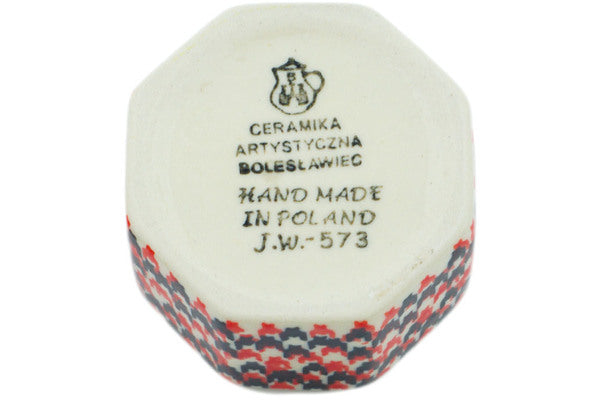 CERAMIKA
ARTYSTYCZNA
BOLESŁAWIEC
HAND MADE
IN POLAND
J.W.-573